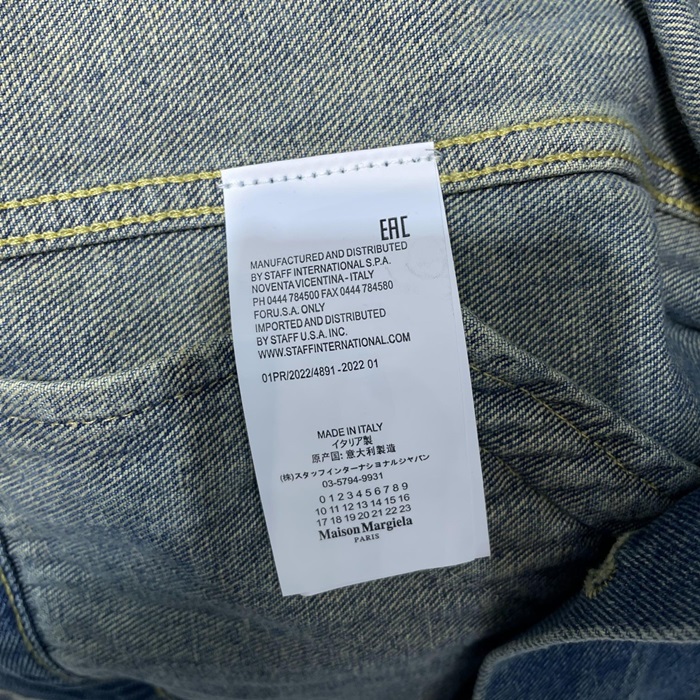 EAC
MANUFACTURED AND DISTRIBUTED
BY STAFF INTERNATIONAL S.P.A.
NOVENTA VICENTINA - ITALY
PH 0444 784500 FAX 0444 784580
FOR U.S.A. ONLY
IMPORTED AND DISTRIBUTED
BY STAFF U.S.A. INC.
WWW.STAFFINTERNATIONAL.COM
01PR/2022/4891 - 2022 01
MADE IN ITALY
イタリア製
原产国: 意大利製造
(株)スタッフインターナショナルジャパン
03-5794-9931
0 1 2 3 4 5 6 7 8 9
10 11 12 13 14 15 16
17 18 19 20 21 22 23
Maison Margiela
PARIS